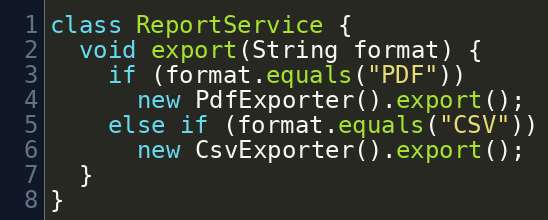 1 class ReportService {
2   void export(String format) {
3     if (format.equals("PDF"))
4       new PdfExporter().export();
5     else if (format.equals("CSV"))
6       new CsvExporter().export();
7   }
8 }